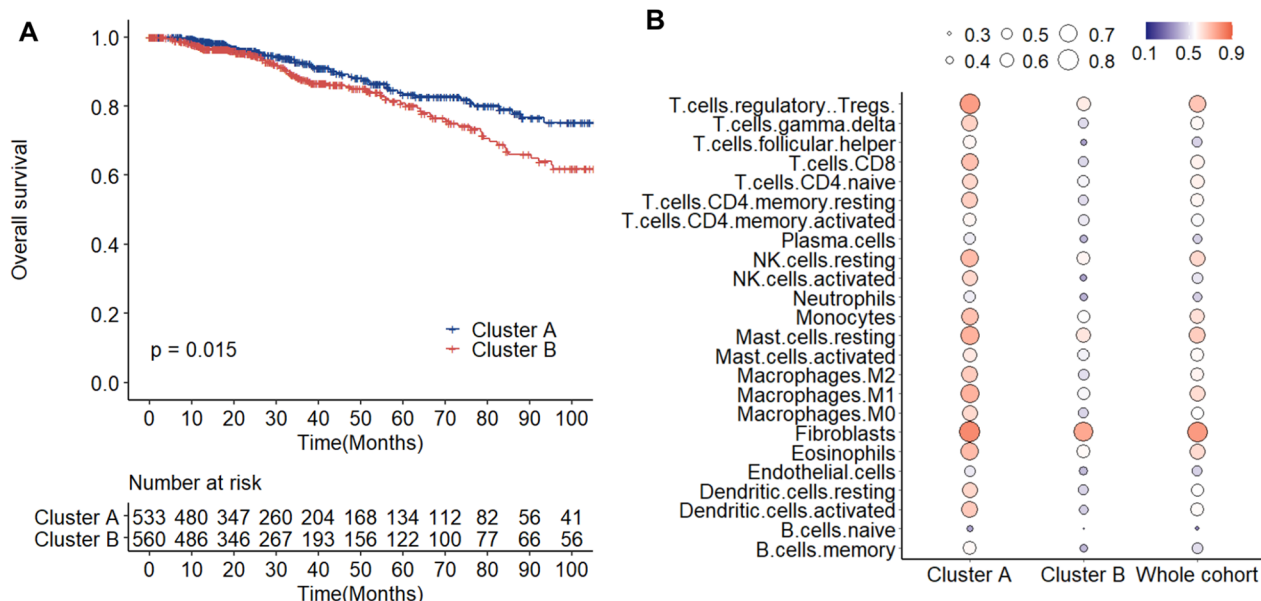 A
Overall survival
1.0
0.8
0.6
0.4
0.2
0.0
p = 0.015
Cluster A
Cluster B
0 10 20 30 40 50 60 70 80 90 100
Time(Months)
Number at risk
Cluster A 533 480 347 260 204 168 134 112 82 56 41
Cluster B 560 486 346 267 193 156 122 100 77 66 56
0 10 20 30 40 50 60 70 80 90 100
Time(Months)
B
0.3 0.5 0.7
0.4 0.6 0.8
0.1 0.5 0.9
T.cells.regulatory..Tregs.
T.cells.gamma.delta
T.cells.follicular.helper
T.cells.CD8
T.cells.CD4.naive
T.cells.CD4.memory.resting
T.cells.CD4.memory.activated
Plasma.cells
NK.cells.resting
NK.cells.activated
Neutrophils
Monocytes
Mast.cells.resting
Mast.cells.activated
Macrophages.M2
Macrophages.M1
Macrophages.M0
Fibroblasts
Eosinophils
Endothelial.cells
Dendritic.cells.resting
Dendritic.cells.activated
B.cells.naive
B.cells.memory
Cluster A Cluster B Whole cohort